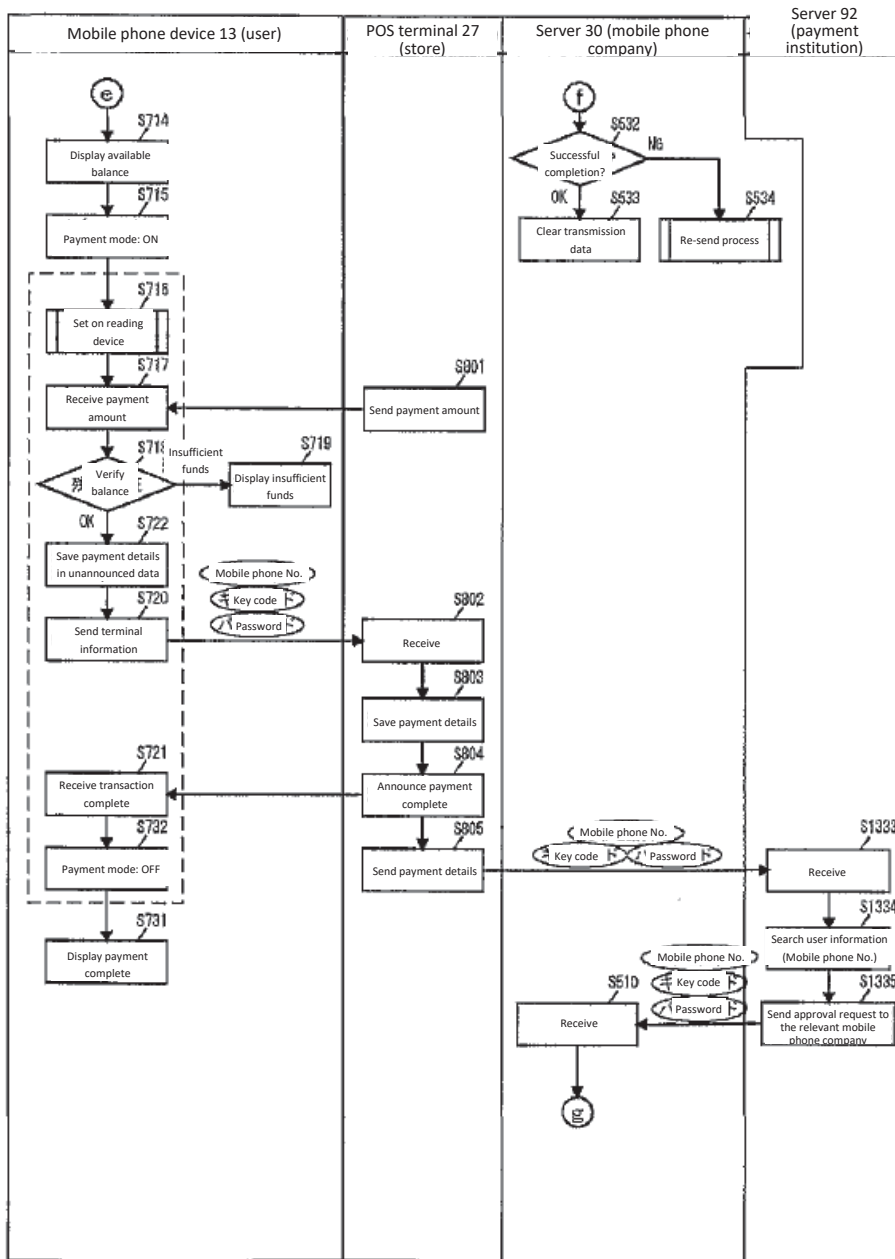 Mobile phone device 13 (user)
POS terminal 27
(store)
Server 30 (mobile phone
company)
Server 92
(payment
institution)
e
S714
Display available
balance
S715
Payment mode: ON
S716
Set on reading
device
S717
Receive payment
amount
S718
Verify
balance
Insufficient
funds
OK
S719
Display insufficient
funds
S722
Save payment details
in unannounced data
S720
Send terminal
information
Mobile phone No.
Key code
Password
S721
Receive transaction
complete
S732
Payment mode: OFF
S731
Display payment
complete
S801
Send payment amount
S802
Receive
S803
Save payment details
S804
Announce payment
complete
S805
Send payment details
f
S532
Successful
completion?
NG
OK
S533
Clear transmission
data
S534
Re-send process
Mobile phone No.
Key code
Password
S1333
Receive
S1334
Search user information
(Mobile phone No.)
S1335
Send approval request to
the relevant mobile
phone company
Mobile phone No.
Key code
Password
S510
Receive
g